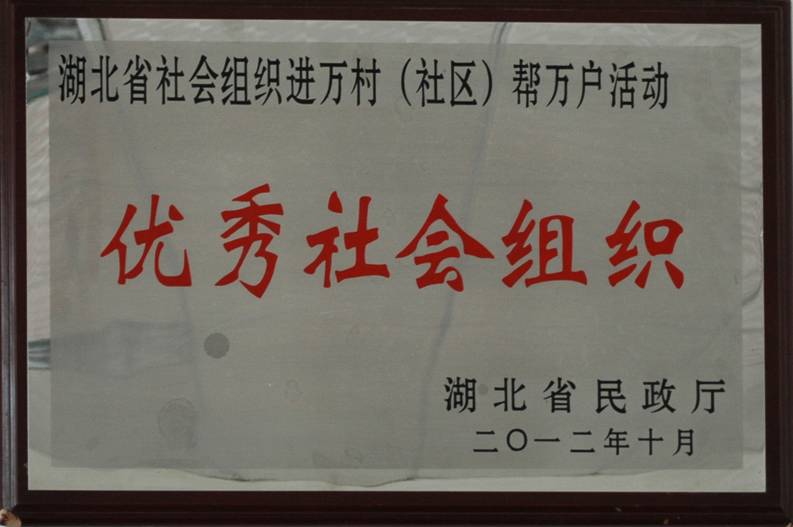 湖北省社会组织进万村（社区）帮万户活动
优秀社会组织
湖北省民政厅
二〇一二年十月